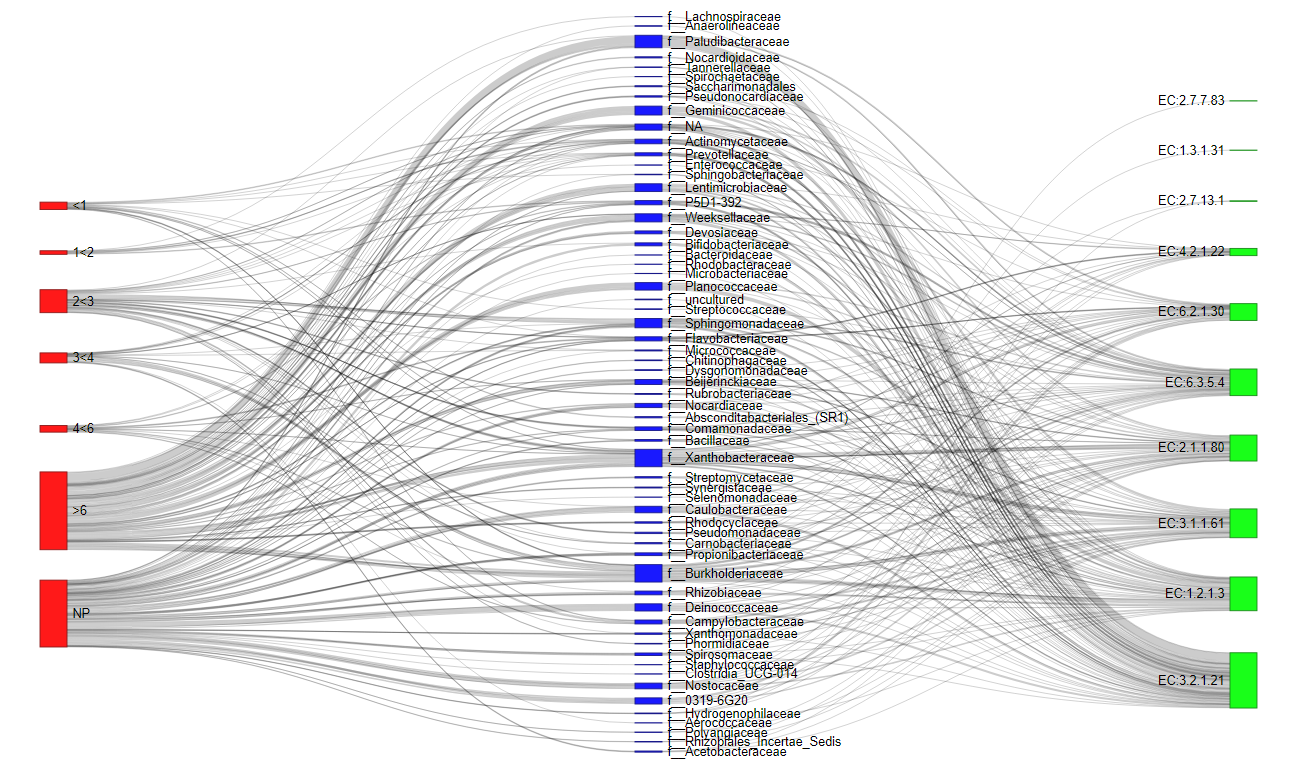 <1
1<2
2<3
3<4
4<6
>6
NP
f__Lachnospiraceae
f__Anaerolineaceae
f__Paludibacteraceae
f__Nocardioidaceae
f__Tannerellaceae
f__Spirochaetaceae
f__Saccharimonadales
f__Pseudonocardiaceae
f__Geminicoccaceae
f__NA
f__Actinomycetaceae
f__Prevotellaceae
f__Enterococcaceae
f__Sphingobacteriaceae
f__Lentimicrobiaceae
f__P5D1-392
f__Weeksellaceae
f__Devosiaceae
f__Bifidobacteriaceae
f__Bacteroidaceae
f__Rhodobacteraceae
f__Microbacteriaceae
f__Planococcaceae
f__uncultured
f__Streptococcaceae
f__Sphingomonadaceae
f__Flavobacteriaceae
f__Micrococcaceae
f__Chitinophagaceae
f__Dysgonomonadaceae
f__Beijerinckiaceae
f__Rubrobacteriaceae
f__Nocardiaceae
f__Absconditabacteriales_(SR1)
f__Comamonadaceae
f__Bacillaceae
f__Xanthobacteraceae
f__Streptomycetaceae
f__Synergistaceae
f__Selenomonadaceae
f__Caulobacteraceae
f__Rhodocyclaceae
f__Pseudomonadaceae
f__Carnobacteriaceae
f__Propionibacteriaceae
f__Burkholderiaceae
f__Rhizobiaceae
f__Deinococcaceae
f__Campylobacteraceae
f__Xanthomonadaceae
f__Phormidiaceae
f__Spirosomaceae
f__Staphylococcaceae
f__Clostridia_UCG-014
f__Nostocaceae
f__0319-6G20
f__Hydrogenophilaceae
f__Aerococcaceae
f__Polyangiaceae
f__Rhizobiales_Incertae_Sedis
f__Acetobacteraceae
EC:2.7.7.83
EC:1.3.1.31
EC:2.7.13.1
EC:4.2.1.22
EC:6.2.1.30
EC:6.3.5.4
EC:2.1.1.80
EC:3.1.1.61
EC:1.2.1.3
EC:3.2.1.21